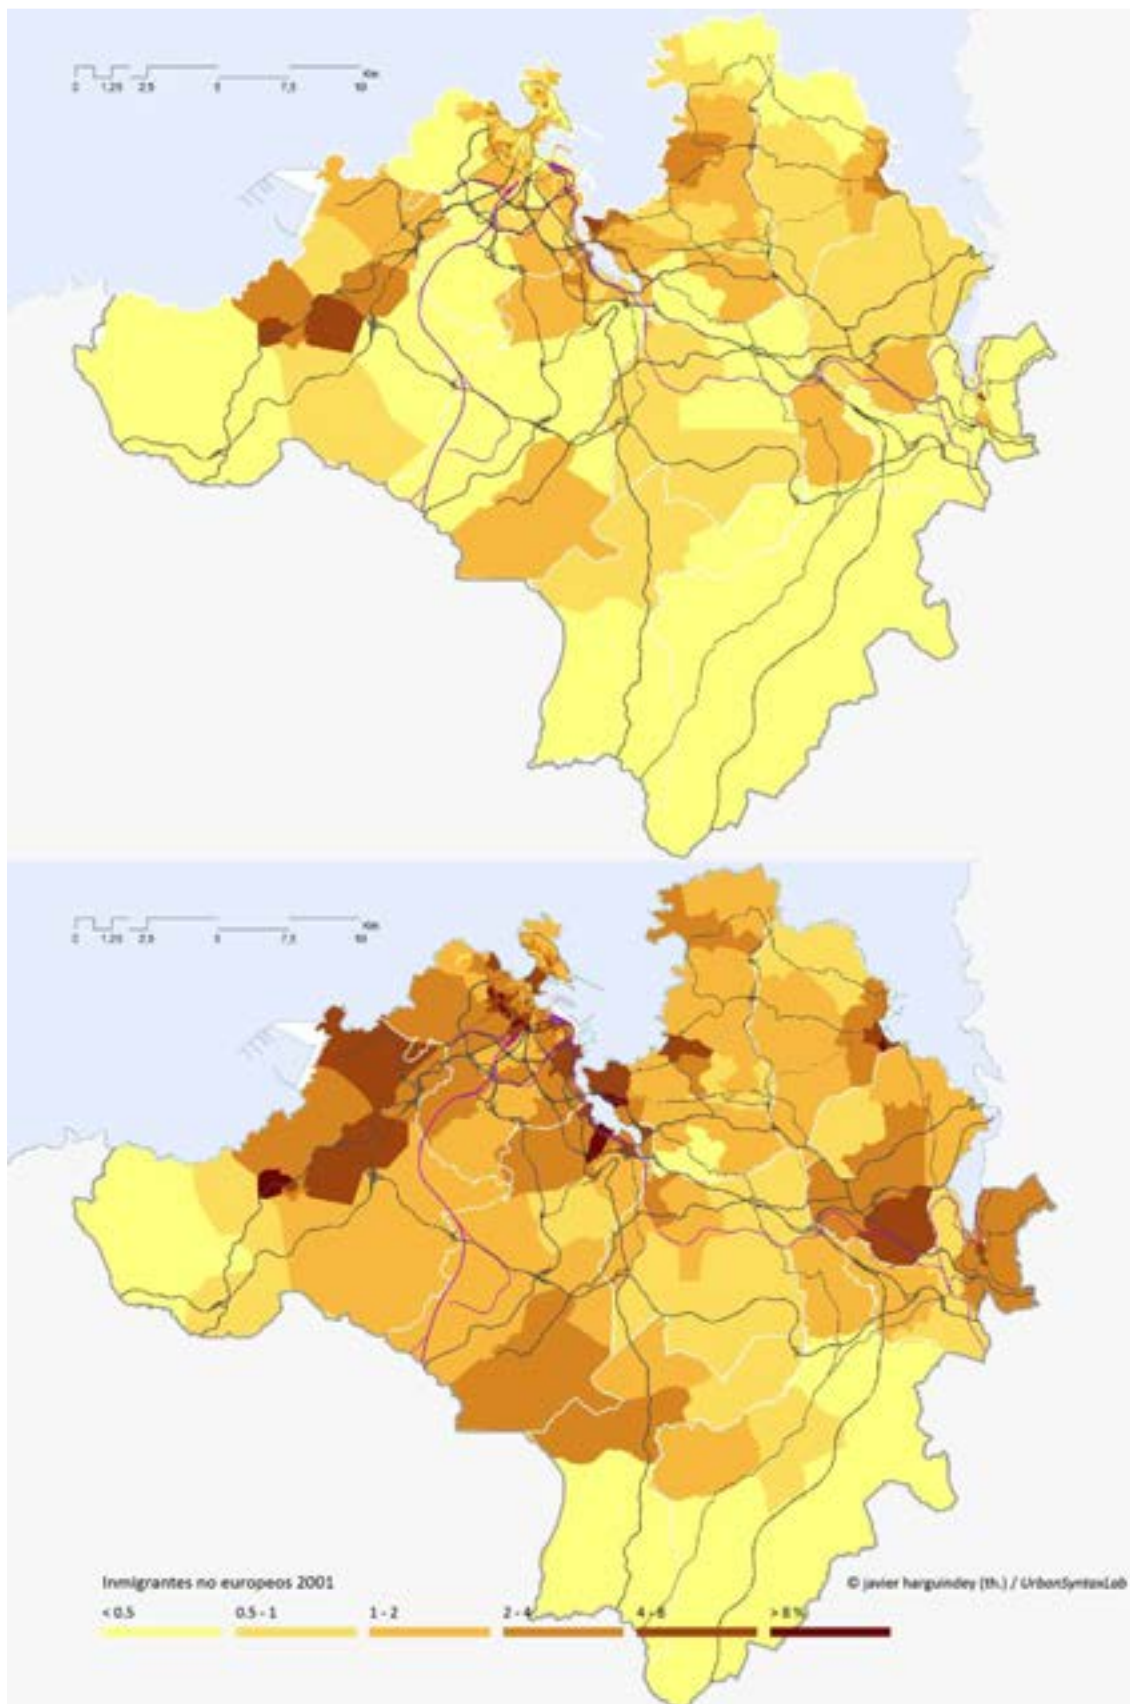 Km
0 1,25 2,5 5 7,5 10
Km
0 1,25 2,5 5 7,5 10
Inmigrantes no europeos 2001
© javier harguindey (th.) / UrbanSyntaxLab
< 0.5 0.5 - 1 1 - 2 2 - 4 4 - 8 > 8 %